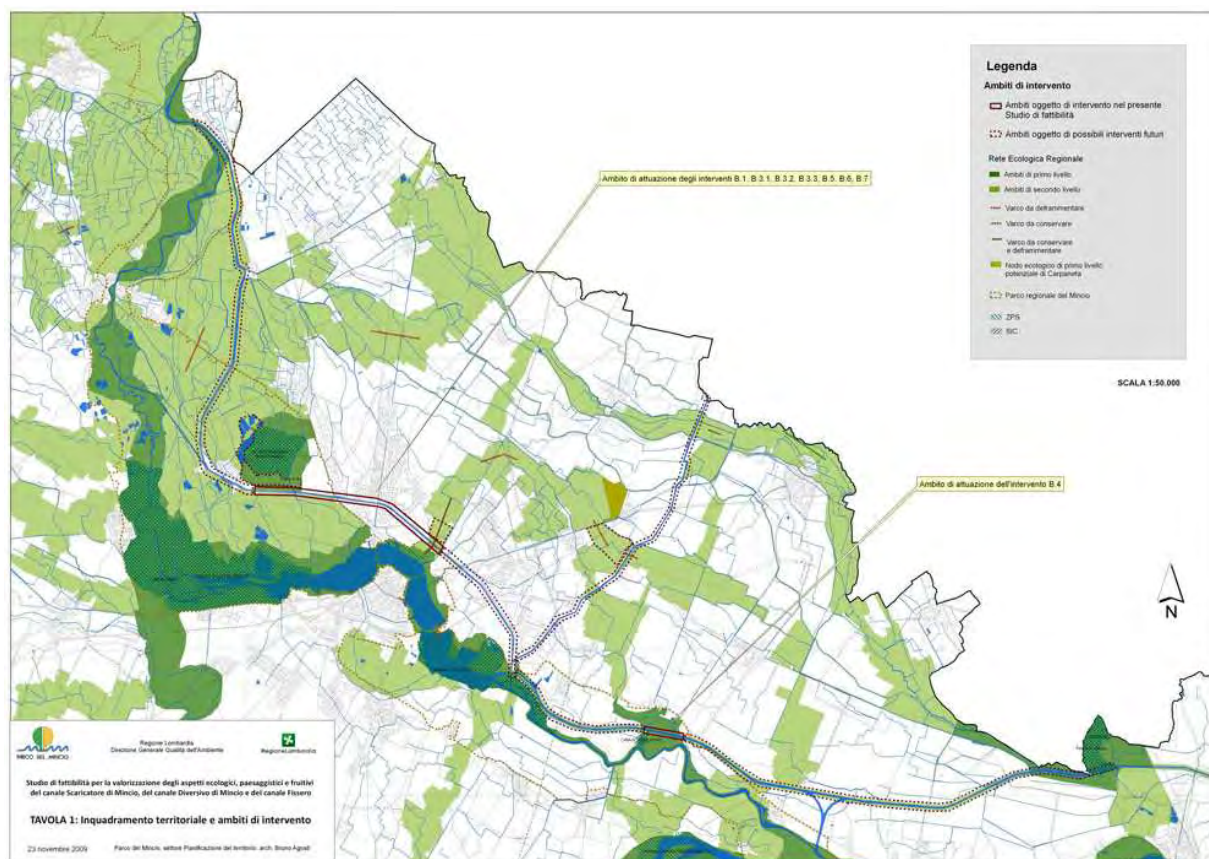 Legenda
Ambiti di intervento
Ambiti oggetto di intervento nel presente
Studio di fattibilità
Ambiti oggetto di possibili interventi futuri
Rete Ecologica Regionale
Ambiti di primo livello
Ambiti di secondo livello
Varco da deframmentare
Varco da conservare
Varco da conservare
e deframmentare
Nodo ecologico di primo livello
potenziale di Carpaneta
Parco regionale del Mincio
ZPS
SIC
SCALA 1:50.000
Ambito di attuazione degli interventi B.1, B.3.1, B.3.2, B.3.3, B.5, B.6, B.7
Ambito di attuazione dell'intervento B.4
N
PARCO DEL MINCIO
Regione Lombardia
Direzione Generale Qualità dell'Ambiente
RegioneLombardia
Studio di fattibilità per la valorizzazione degli aspetti ecologici, paesaggistici e fruitivi
del canale Scaricatore di Mincio, del canale Diversivo di Mincio e del canale Fissero
TAVOLA 1: Inquadramento territoriale e ambiti di intervento
23 novembre 2009
Parco del Mincio, settore Pianificazione del territorio: arch. Bruno Agosti